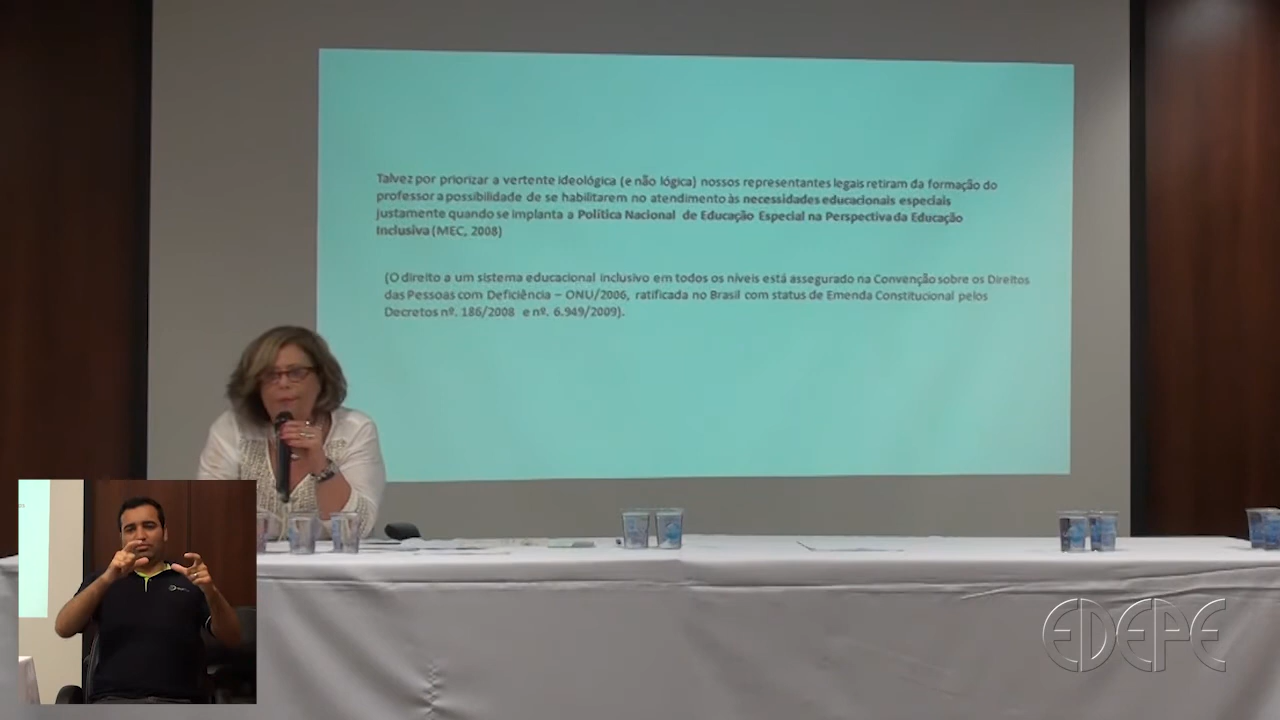 Talvez por priorizar a vertente ideológica (e não lógica) nossos representantes legais retiram da formação do
professor a possibilidade de se habilitarem no atendimento às necessidades educacionais especiais
justamente quando se implanta a Política Nacional de Educação Especial na Perspectiva da Educação
Inclusiva (MEC, 2008)
(O direito a um sistema educacional inclusivo em todos os níveis está assegurado na Convenção sobre os Direitos
das Pessoas com Deficiência – ONU/2006, ratificada no Brasil com status de Emenda Constitucional pelos
Decretos nº. 186/2008 e nº. 6.949/2009).
EDEPE